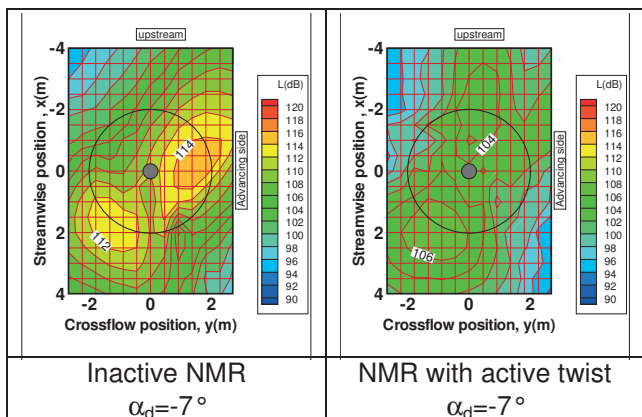 upstream
-4
-2
0
2
4
Streamwise position , x(m)
114
112
-2 0 2
Crossflow position, y(m)
Advancing side
L(dB)
120
118
116
114
112
110
108
106
104
102
100
98
96
94
92
90
upstream
-4
-2
0
2
4
Streamwise position , x(m)
104
106
-2 0 2
Crossflow position, y(m)
Advancing side
L(dB)
120
118
116
114
112
110
108
106
104
102
100
98
96
94
92
90
Inactive NMR
αd=-7°
NMR with active twist
αd=-7°